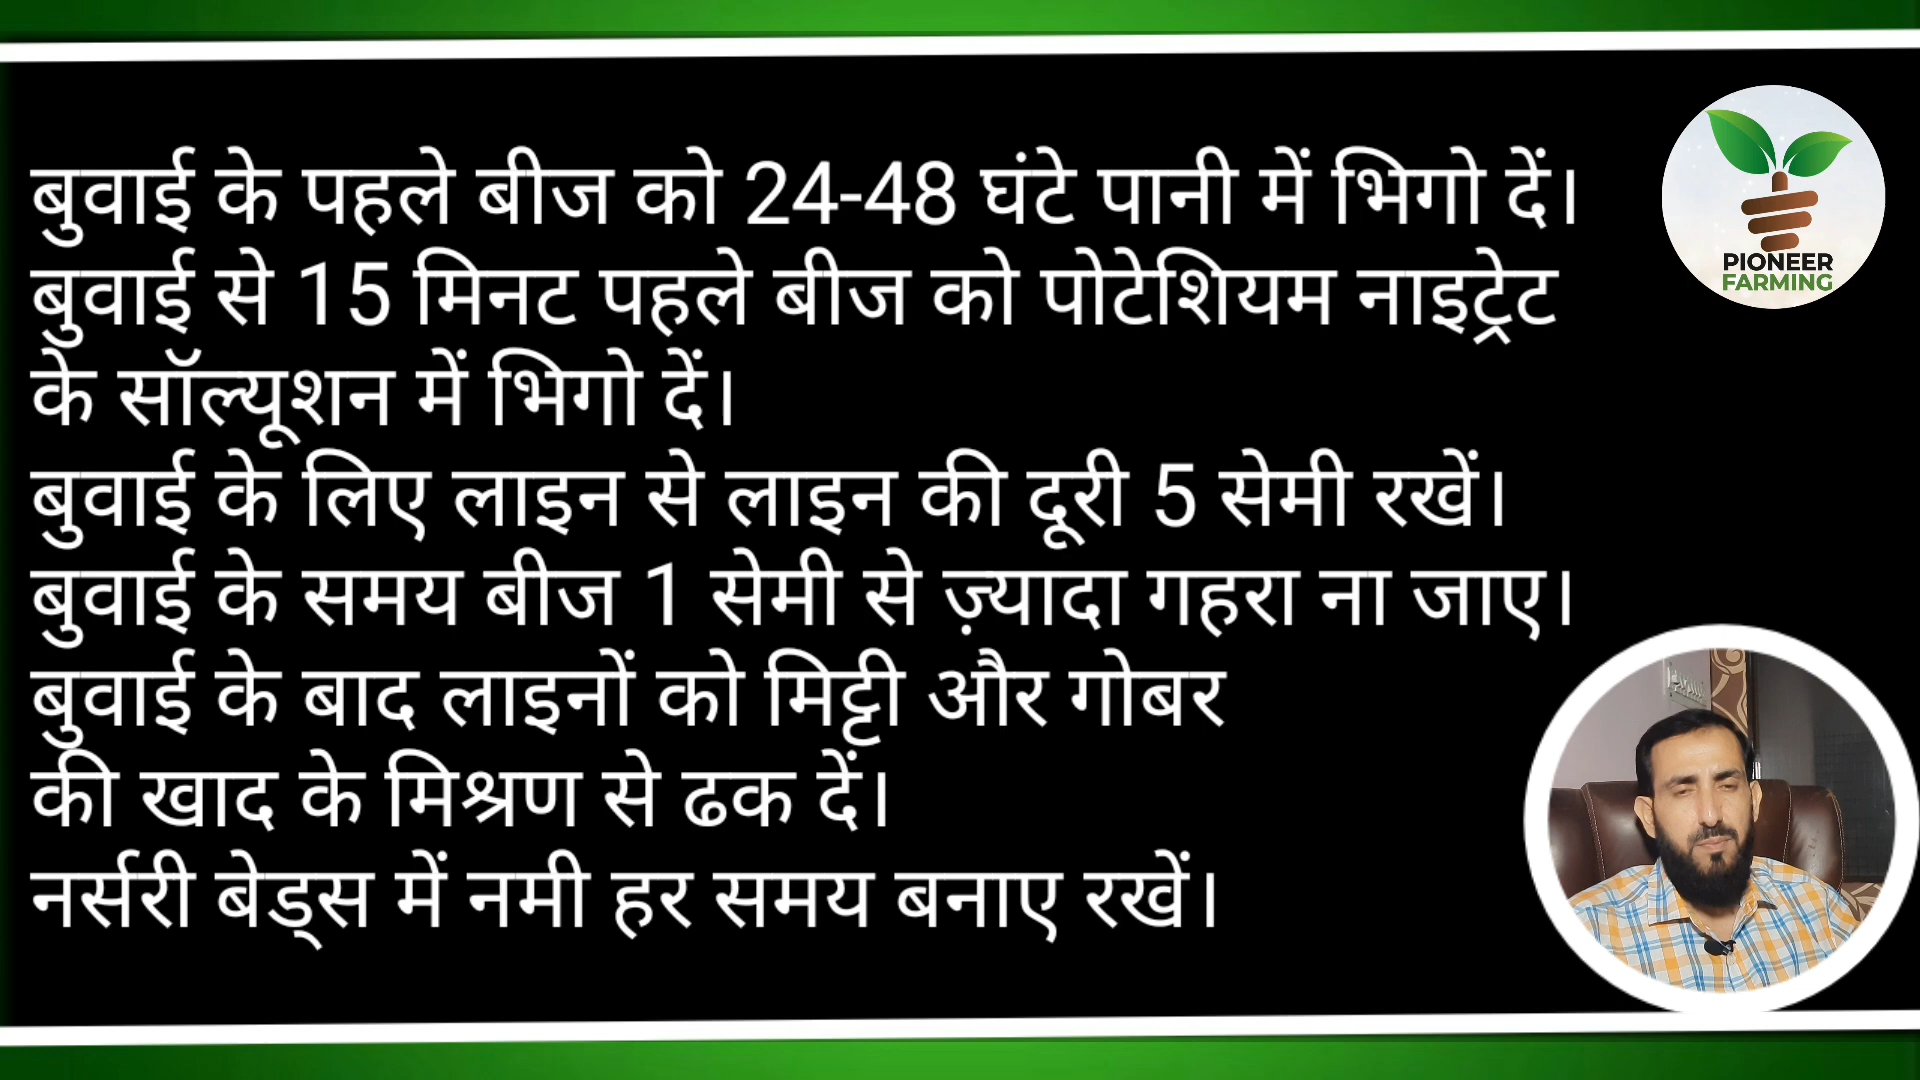 बुवाई के पहले बीज को 24-48 घंटे पानी में भिगो दें।
बुवाई से 15 मिनट पहले बीज को पोटेशियम नाइट्रेट
के सॉल्यूशन में भिगो दें।
बुवाई के लिए लाइन से लाइन की दूरी 5 सेमी रखें।
बुवाई के समय बीज 1 सेमी से ज़्यादा गहरा ना जाए।
बुवाई के बाद लाइनों को मिट्टी और गोबर
की खाद के मिश्रण से ढक दें।
नर्सरी बेड्स में नमी हर समय बनाए रखें।
PIONEER
FARMING